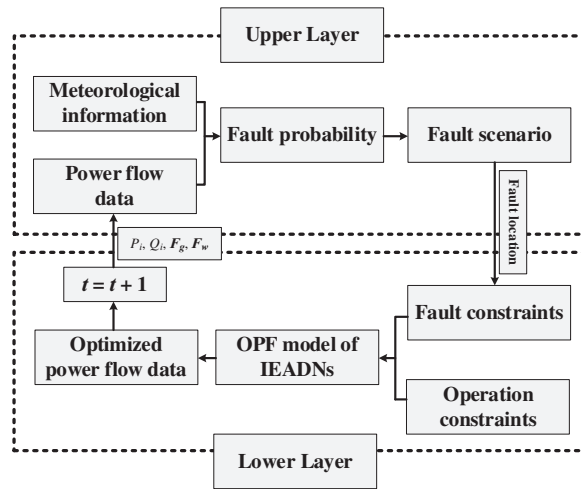 Upper Layer
Meteorological
information
Fault probability
Fault scenario
Power flow
data
Fault location
P_i, Q_i, F_g, F_w
t = t + 1
Fault constraints
Optimized
power flow data
OPF model of
IEADNs
Operation
constraints
Lower Layer